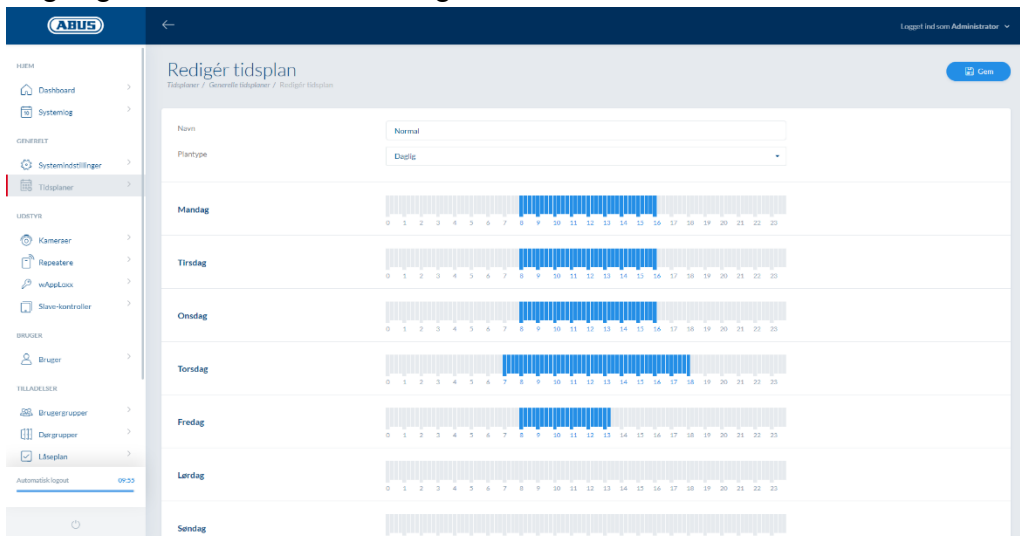 ABUS
Logget ind som Administrator
HJEM
Dashboard
Systemlog
GENERELT
Systemindstillinger
Tidsplaner
UDSTYR
Kameraer
Repeatere
wAppLoxx
Slave-kontroller
BRUGER
Bruger
TILLADELSER
Brugergrupper
Dørgrupper
Låseplan
Automatisk logout 09:55
Redigér tidsplan
Tidsplaner / Generelle tidsplaner / Redigér tidsplan
Gem
Navn Normal
Plantype Daglig
Mandag
0 1 2 3 4 5 6 7 8 9 10 11 12 13 14 15 16 17 18 19 20 21 22 23
Tirsdag
0 1 2 3 4 5 6 7 8 9 10 11 12 13 14 15 16 17 18 19 20 21 22 23
Onsdag
0 1 2 3 4 5 6 7 8 9 10 11 12 13 14 15 16 17 18 19 20 21 22 23
Torsdag
0 1 2 3 4 5 6 7 8 9 10 11 12 13 14 15 16 17 18 19 20 21 22 23
Fredag
0 1 2 3 4 5 6 7 8 9 10 11 12 13 14 15 16 17 18 19 20 21 22 23
Lørdag
0 1 2 3 4 5 6 7 8 9 10 11 12 13 14 15 16 17 18 19 20 21 22 23
Søndag